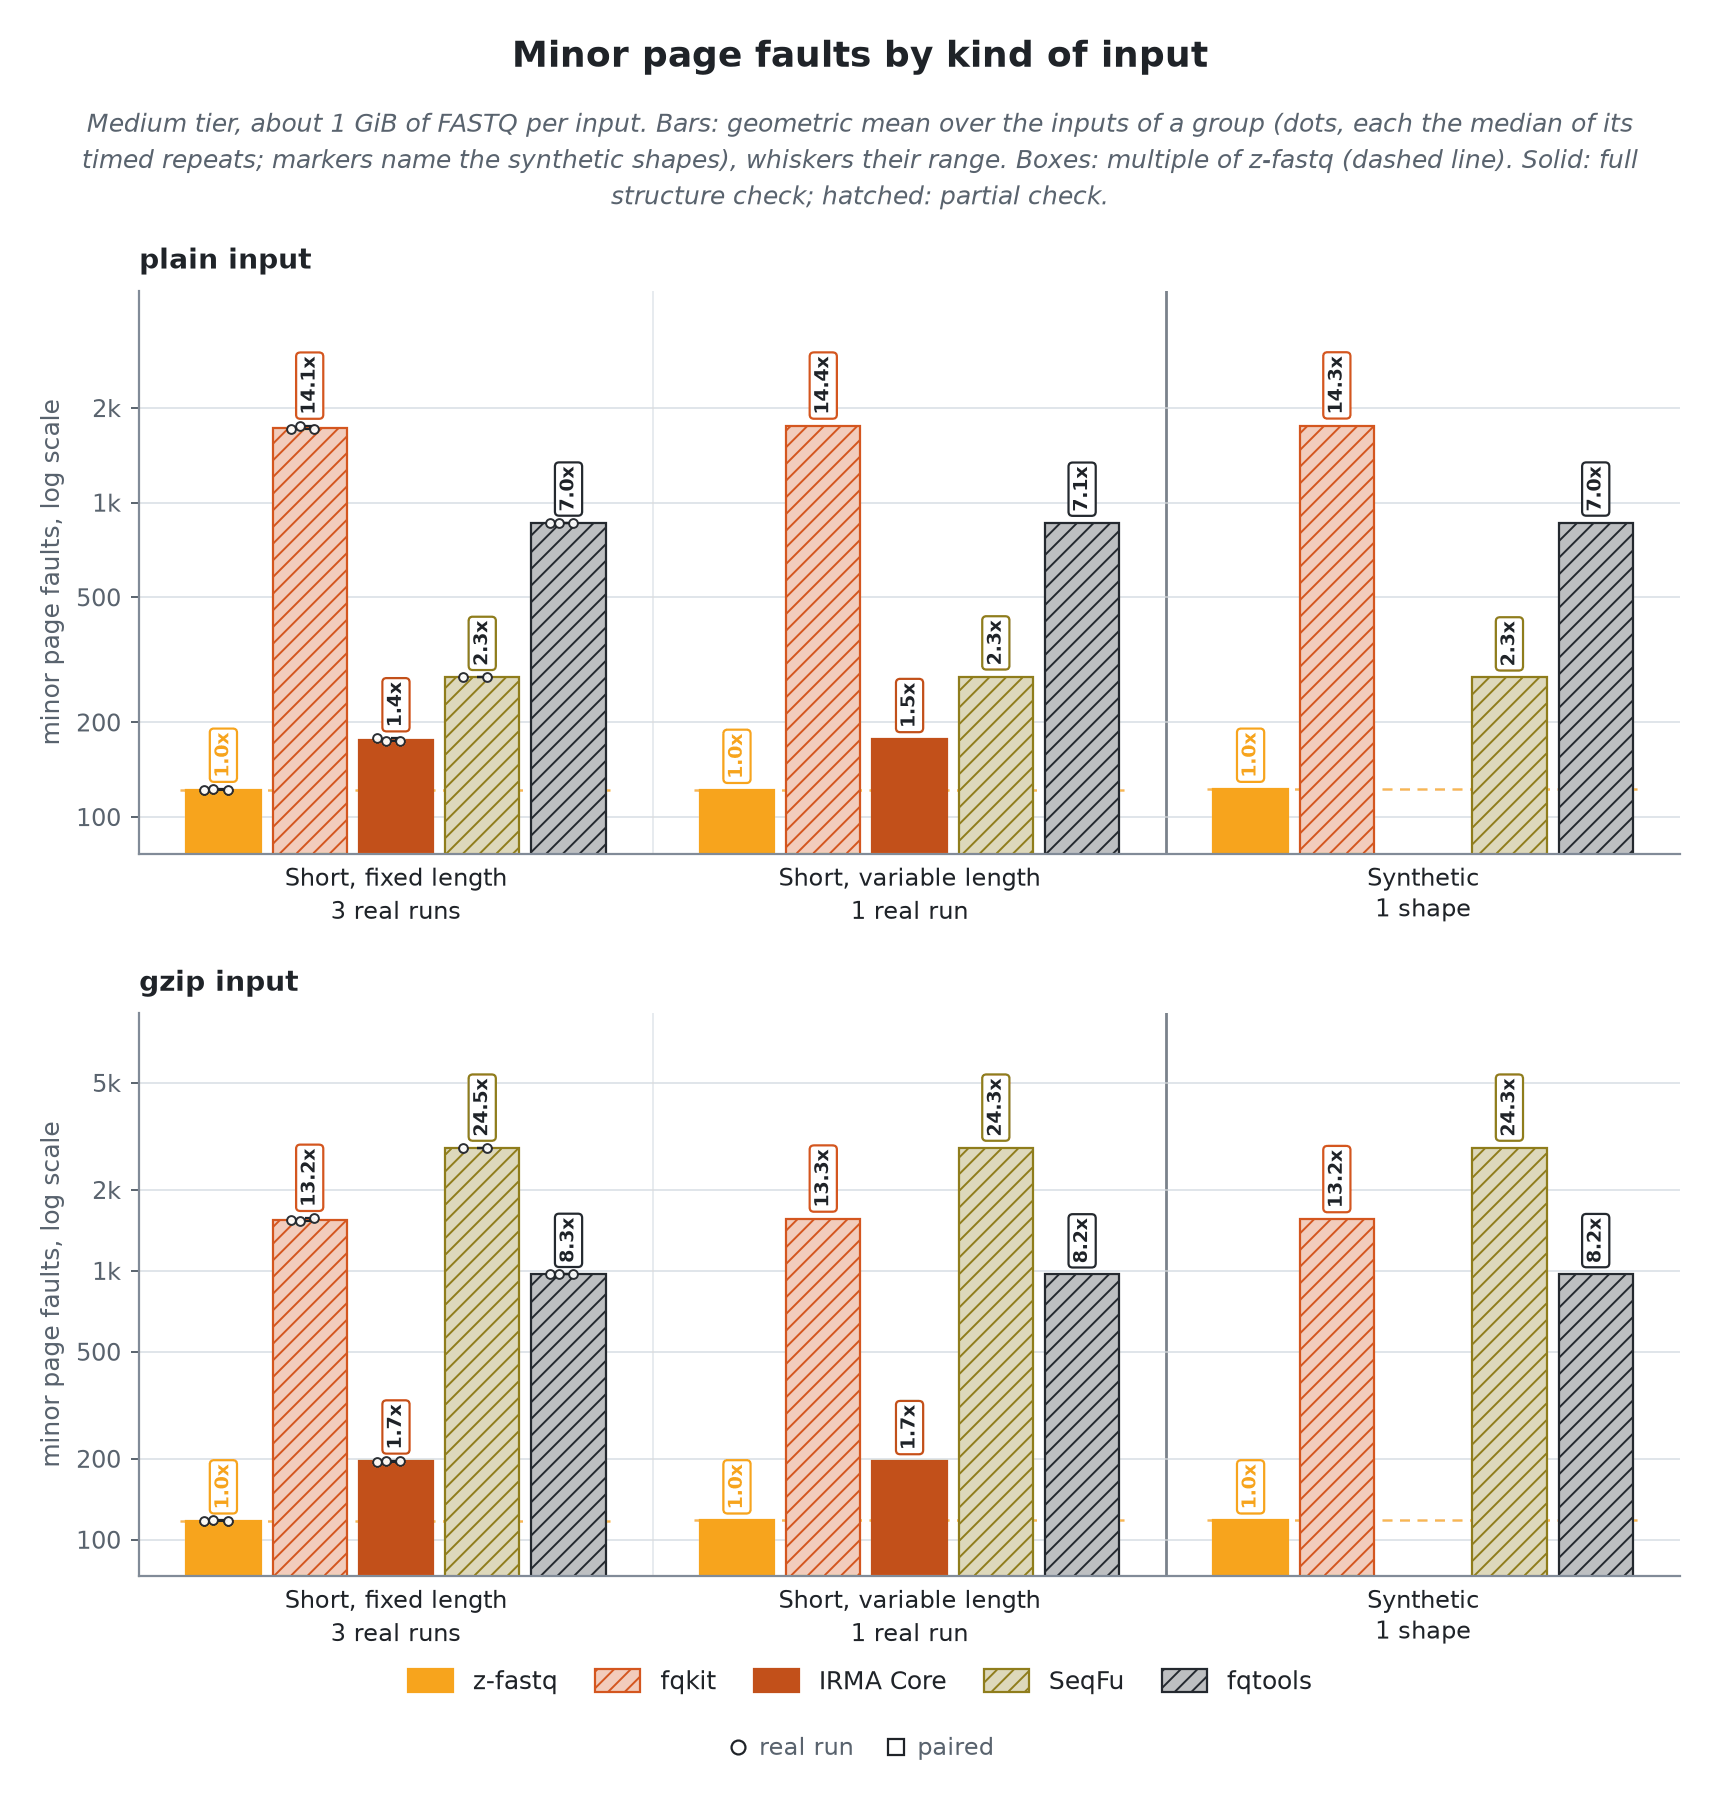 Minor page faults by kind of input
Medium tier, about 1 GiB of FASTQ per input. Bars: geometric mean over the inputs of a group (dots, each the median of its
timed repeats; markers name the synthetic shapes), whiskers their range. Boxes: multiple of z-fastq (dashed line). Solid: full
structure check; hatched: partial check.
plain input
minor page faults, log scale
2k
1k
500
200
100
1.0x
14.1x
1.4x
2.3x
7.0x
1.0x
14.4x
1.5x
2.3x
7.1x
1.0x
14.3x
2.3x
7.0x
Short, fixed length
3 real runs
Short, variable length
1 real run
Synthetic
1 shape
gzip input
minor page faults, log scale
5k
2k
1k
500
200
100
1.0x
13.2x
1.7x
24.5x
8.3x
1.0x
13.3x
1.7x
24.3x
8.2x
1.0x
13.2x
24.3x
8.2x
Short, fixed length
3 real runs
Short, variable length
1 real run
Synthetic
1 shape
z-fastq
fqkit
IRMA Core
SeqFu
fqtools
real run
paired